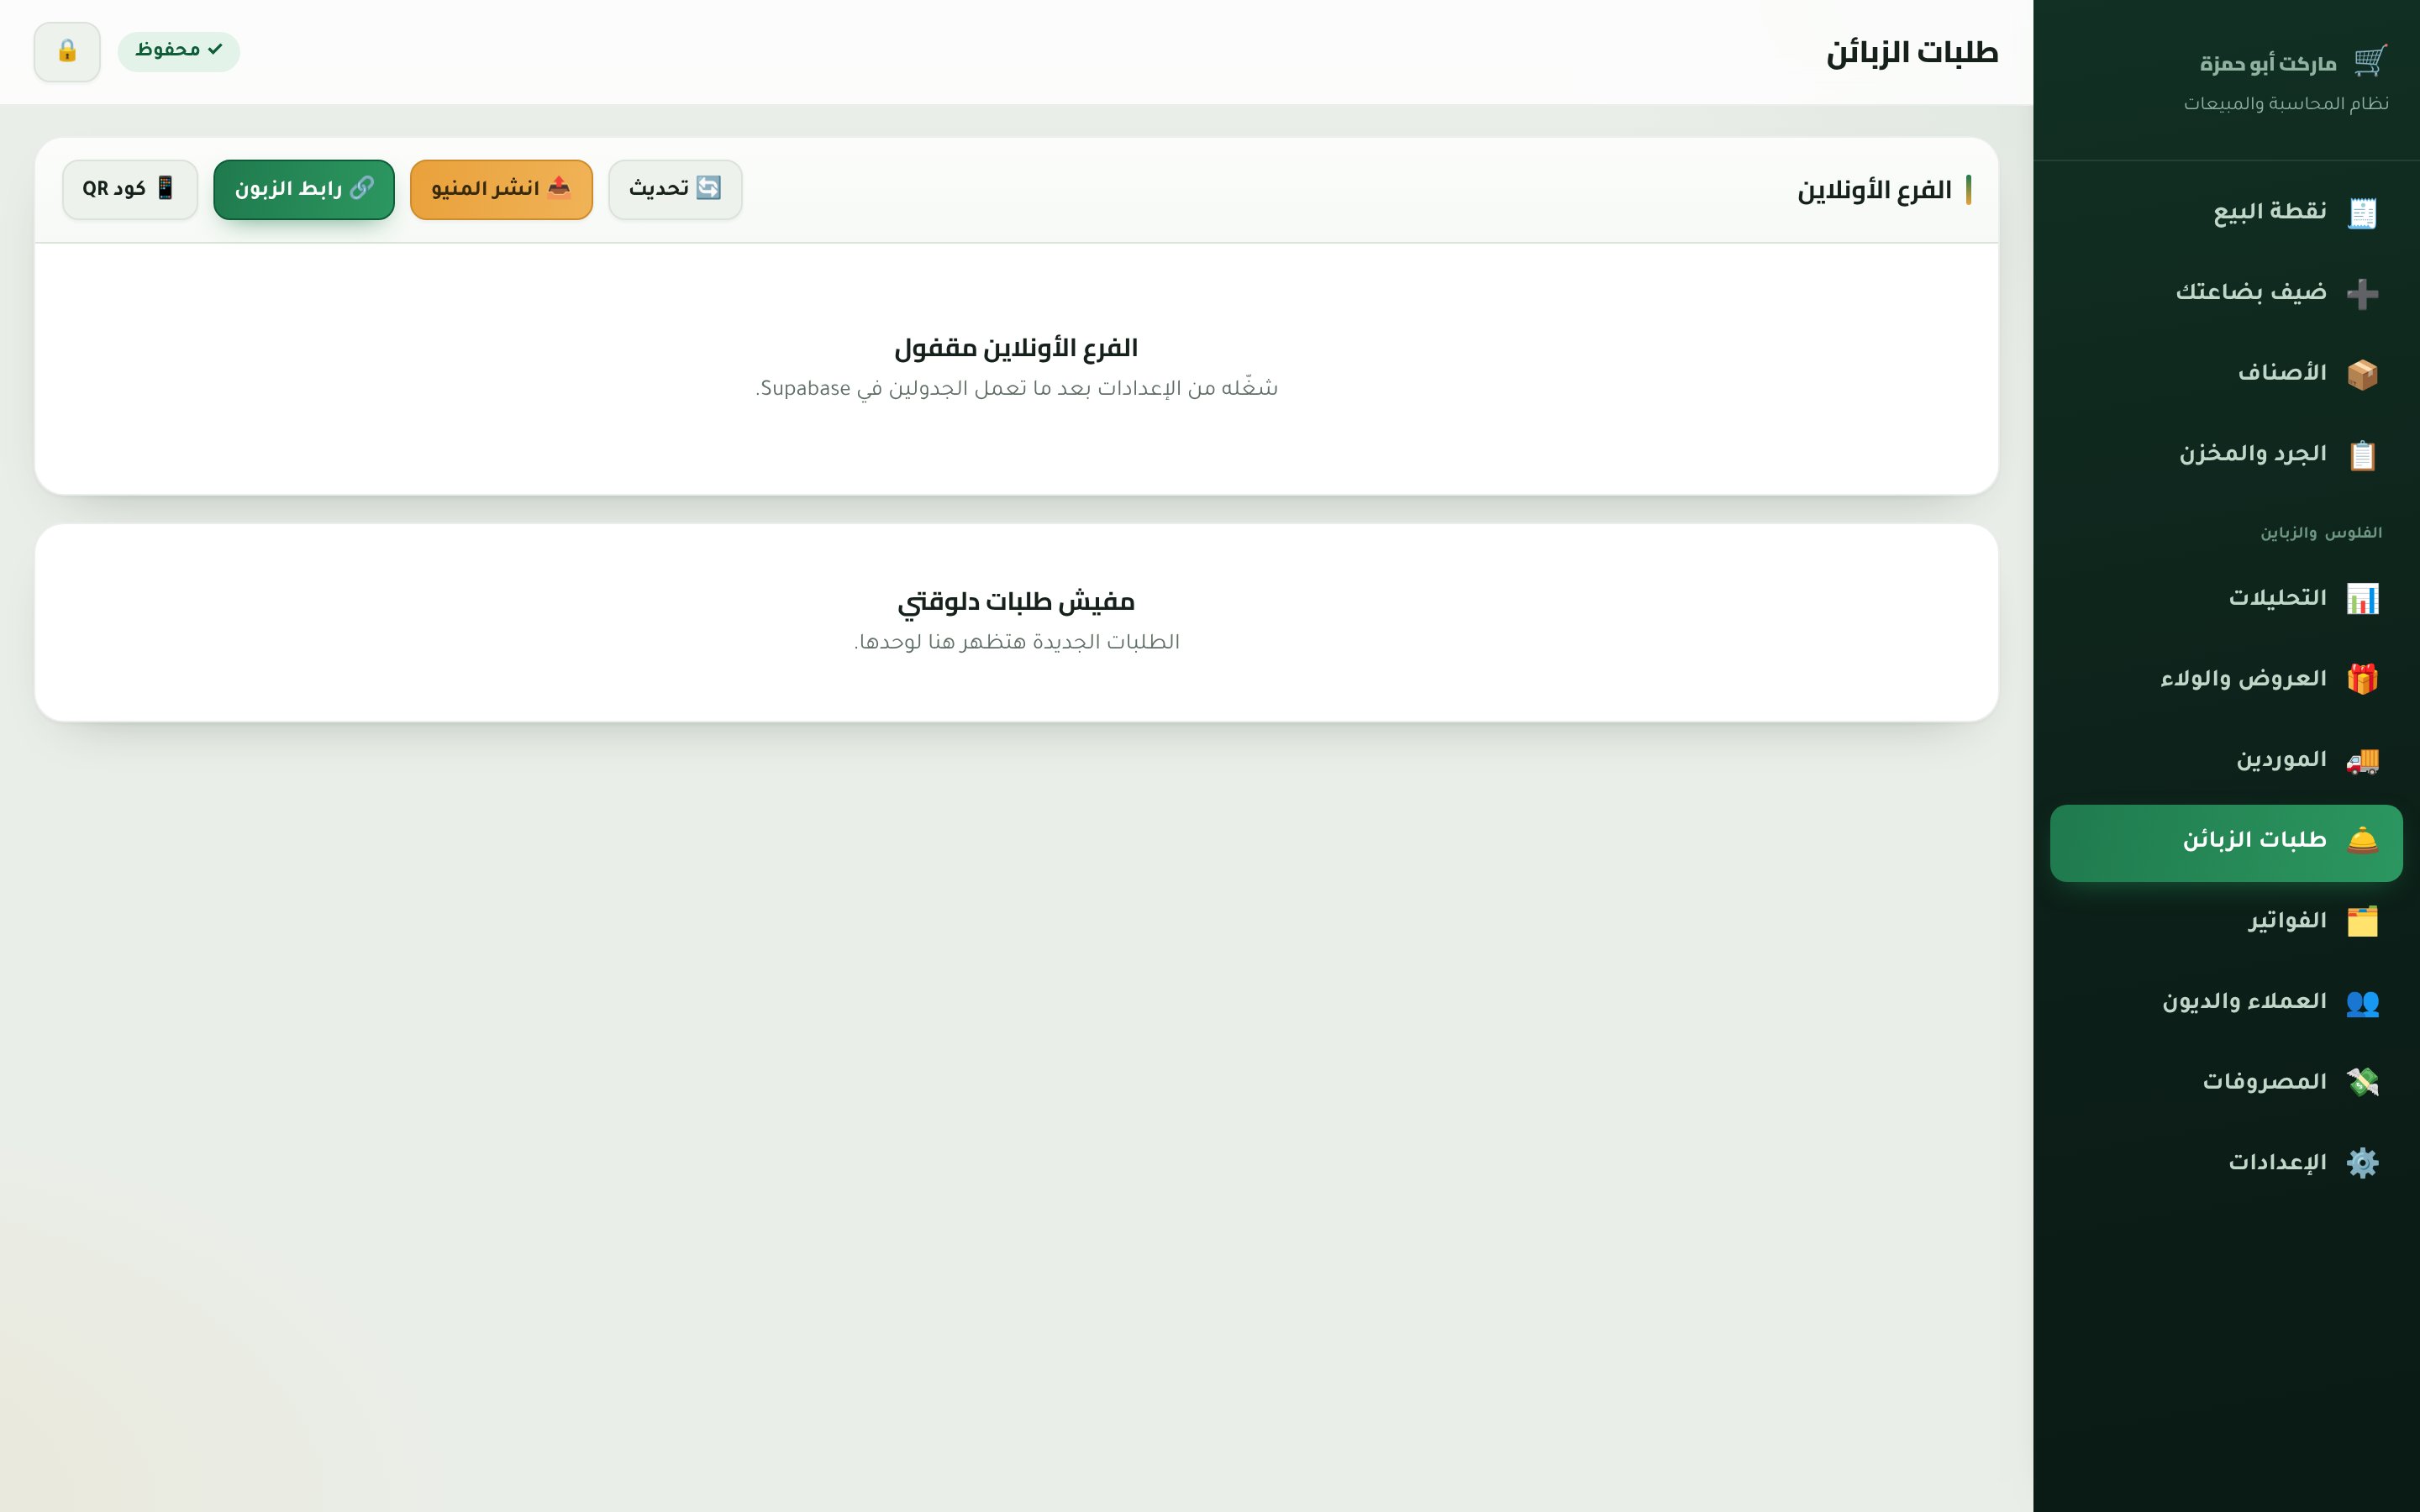 ماركت أبو حمزة
نظام المحاسبة والمبيعات
نقطة البيع
ضيف بضاعتك
الأصناف
الجرد والمخزن
الفلوس والزباين
التحليلات
العروض والولاء
الموردين
طلبات الزبائن
الفواتير
العملاء والديون
المصروفات
الإعدادات
طلبات الزبائن
✓ محفوظ
الفرع الأونلاين
تحديث
انشر المنيو
رابط الزبون
كود QR
الفرع الأونلاين مقفول
شغّله من الإعدادات بعد ما تعمل الجدولين في Supabase.
مفيش طلبات دلوقتي
الطلبات الجديدة هتظهر هنا لوحدها.